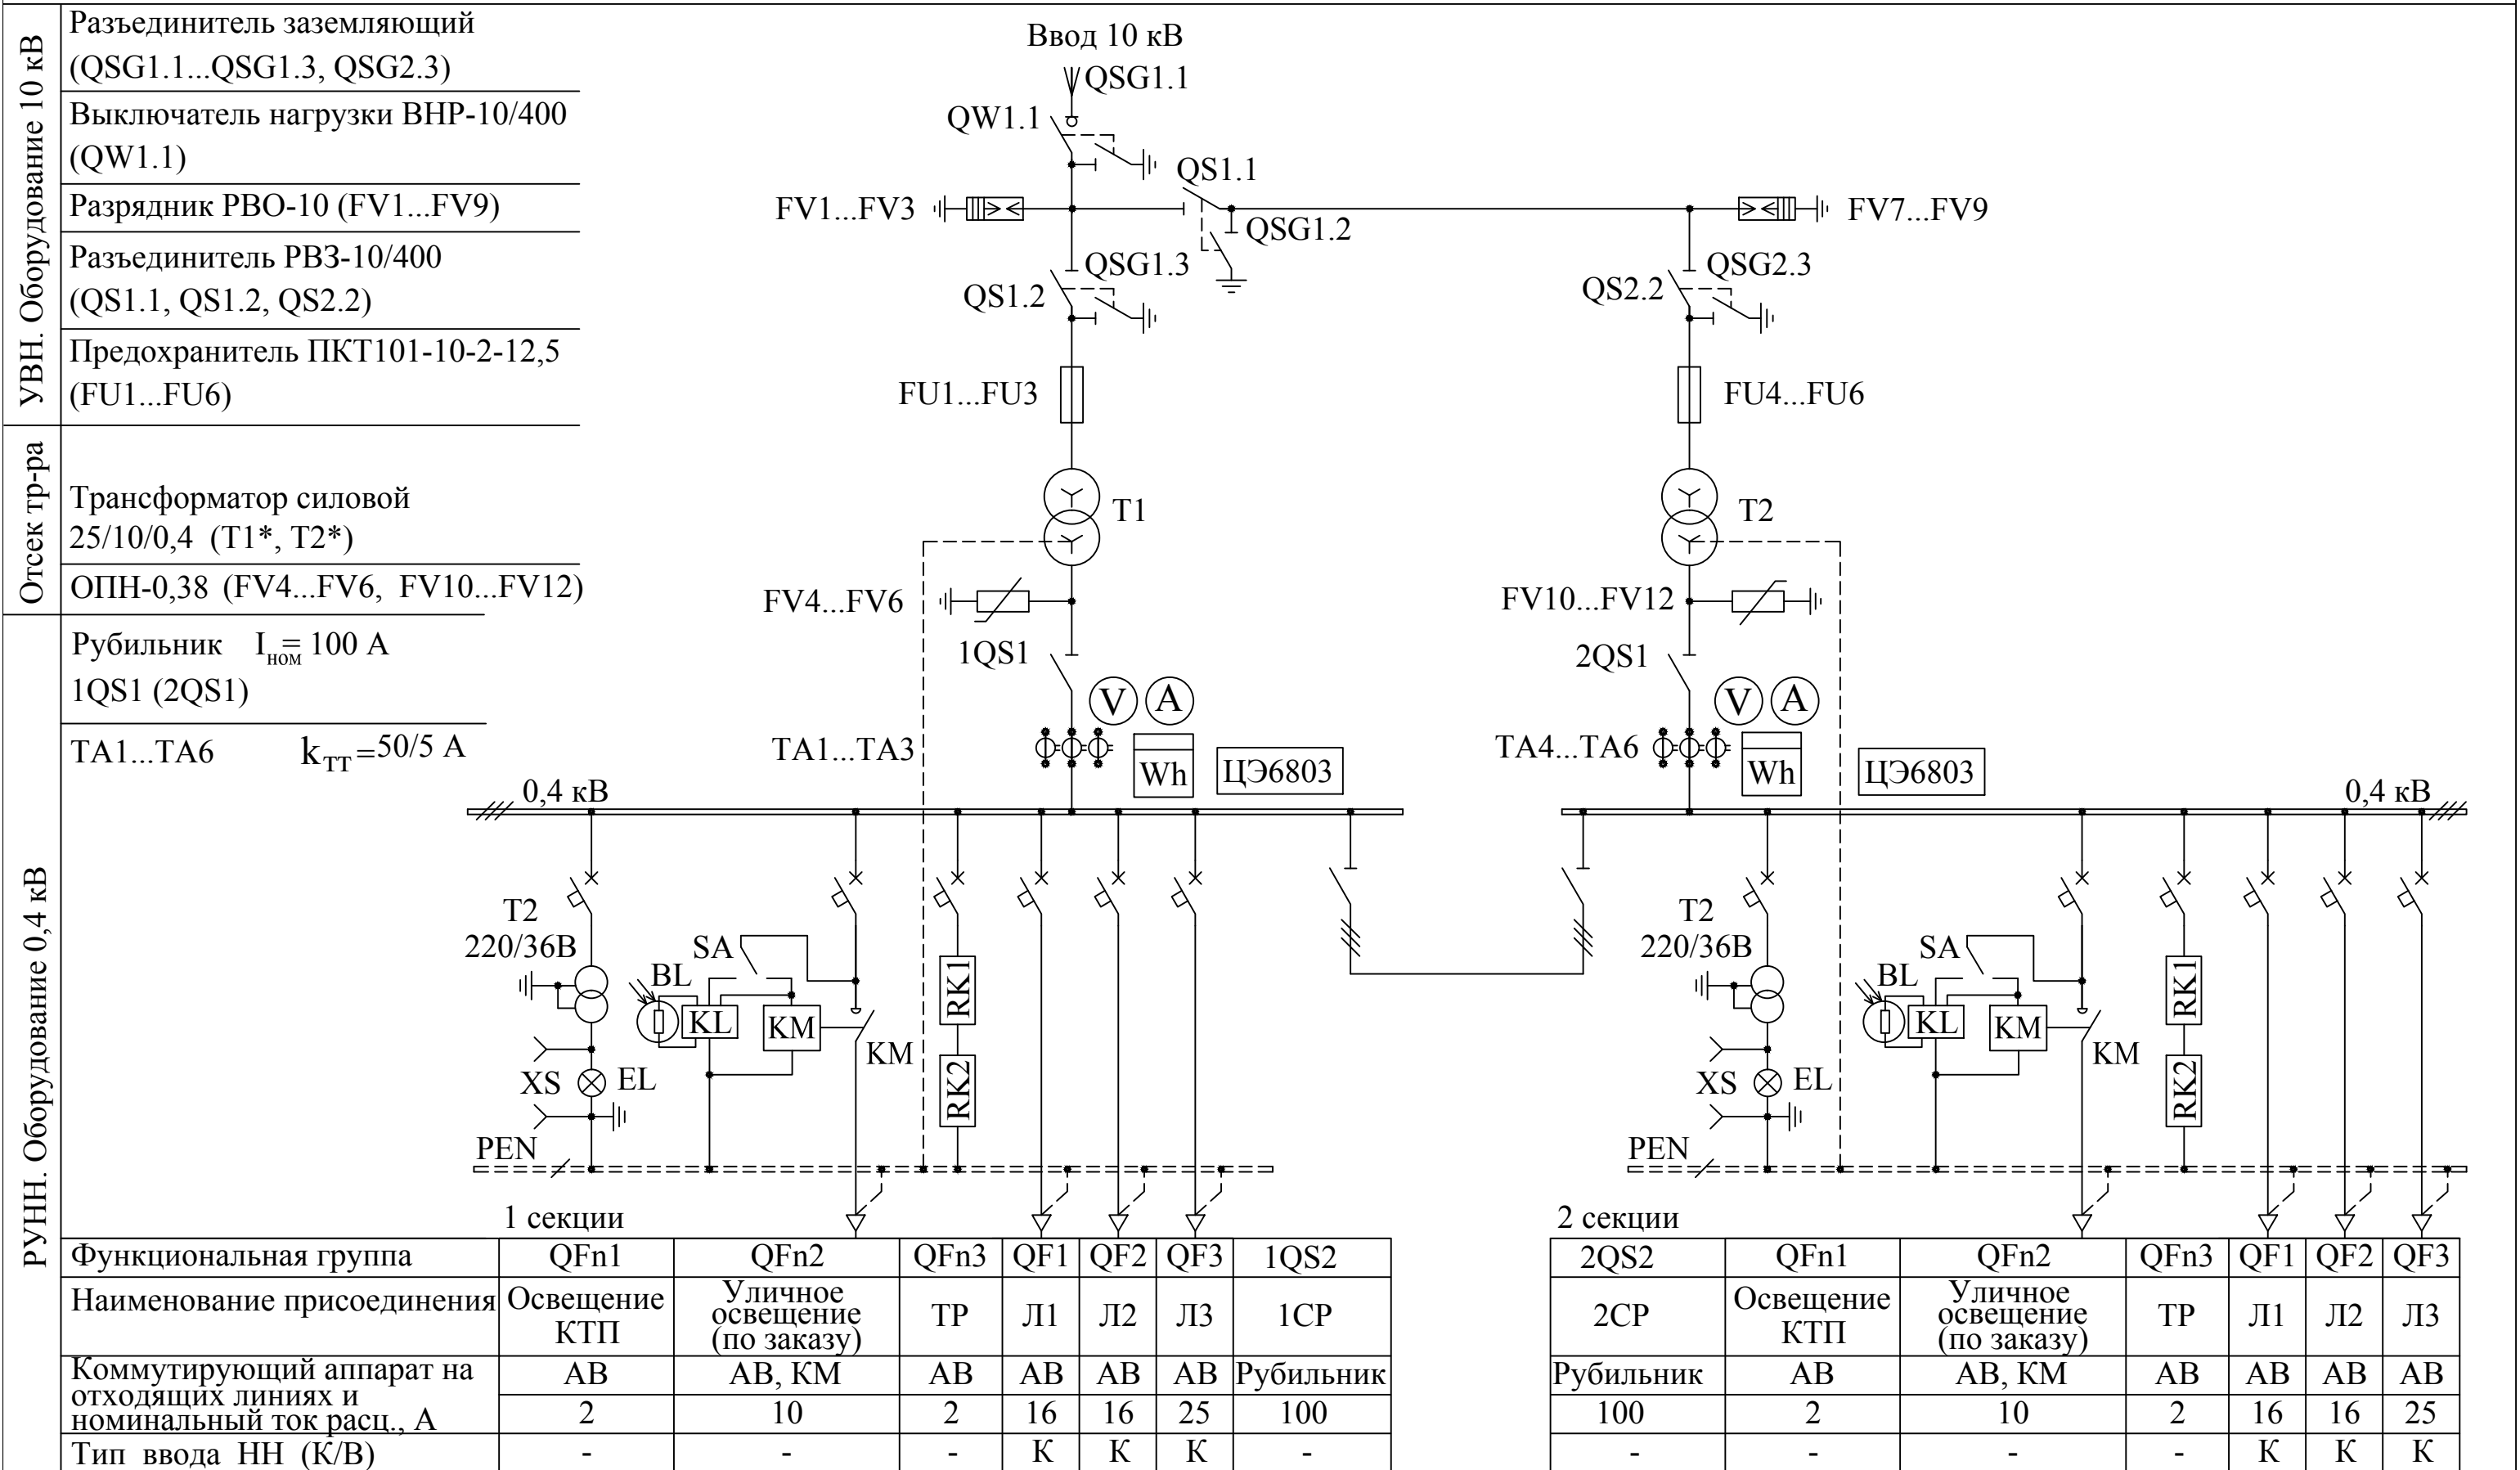 УВН. Оборудование 10 кВ
Разъединитель заземляющий
(QSG1.1...QSG1.3, QSG2.3)
Выключатель нагрузки ВНР-10/400
(QW1.1)
Разрядник РВО-10 (FV1...FV9)
Разъединитель РВЗ-10/400
(QS1.1, QS1.2, QS2.2)
Предохранитель ПКТ101-10-2-12,5
(FU1...FU6)
Отсек тр-ра
Трансформатор силовой
25/10/0,4 (Т1*, Т2*)
ОПН-0,38 (FV4...FV6, FV10...FV12)
РУНН. Оборудование 0,4 кВ
Рубильник Iном = 100 А
1QS1 (2QS1)
TA1...TA6 kТТ=50/5 А
Ввод 10 кВ
QSG1.1
QW1.1
QS1.1
FV1...FV3
QSG1.2
FV7...FV9
QSG1.3
QS1.2
QSG2.3
QS2.2
FU1...FU3
FU4...FU6
Т1
Т2
FV4...FV6
FV10...FV12
1QS1
2QS1
V A
V A
TA1...TA3
Wh
ЦЭ6803
TA4...TA6
Wh
ЦЭ6803
0,4 кВ
0,4 кВ
Т2
220/36В
SA
BL
KL
KM
KM
RK1
RK2
XS
EL
PEN
Т2
220/36В
SA
BL
KL
KM
KM
RK1
RK2
XS
EL
PEN
1 секции
2 секции
Функциональная группа QFn1 QFn2 QFn3 QF1 QF2 QF3 1QS2 2QS2 QFn1 QFn2 QFn3 QF1 QF2 QF3
Наименование присоединения
Освещение
КТП
Уличное
освещение
(по заказу)
ТР Л1 Л2 Л3 1СР 2СР
Освещение
КТП
Уличное
освещение
(по заказу)
ТР Л1 Л2 Л3
Коммутирующий аппарат на
отходящих линиях и
номинальный ток расц., А
АВ АВ, КМ АВ АВ АВ АВ Рубильник Рубильник АВ АВ, КМ АВ АВ АВ АВ
2 10 2 16 16 25 100 100 2 10 2 16 16 25
Тип ввода НН (К/В) - - - К К К - - - - - К К К